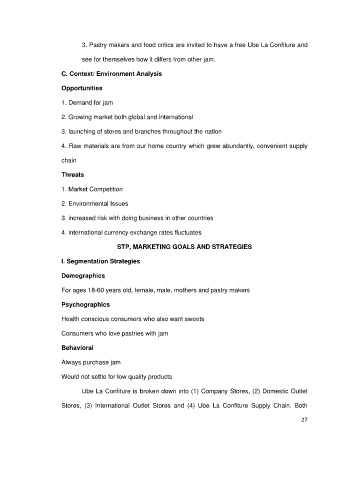 3. Pastry makers and food critics are invited to have a free Ube La Confiture and
see for themselves how it differs from other jam.
C. Context/ Environment Analysis
Opportunities
1. Demand for jam
2. Growing market both global and international
3. launching of stores and branches throughout the nation
4. Raw materials are from our home country which grew abundantly, convenient supply
chain
Threats
1. Market Competition
2. Environmental Issues
3. increased risk with doing business in other countries
4. international currency exchange rates fluctuates
STP, MARKETING GOALS AND STRATEGIES
I. Segmentation Strategies
Demographics
For ages 18-60 years old, female, male, mothers and pastry makers
Psychographics
Health conscious consumers who also want sweets
Consumers who love pastries with jam
Behavioral
Always purchase jam
Would not settle for low quality products
Ube La Confiture is broken down into (1) Company Stores, (2) Domestic Outlet
Stores, (3) International Outlet Stores and (4) Ube La Confiture Supply Chain. Both
27